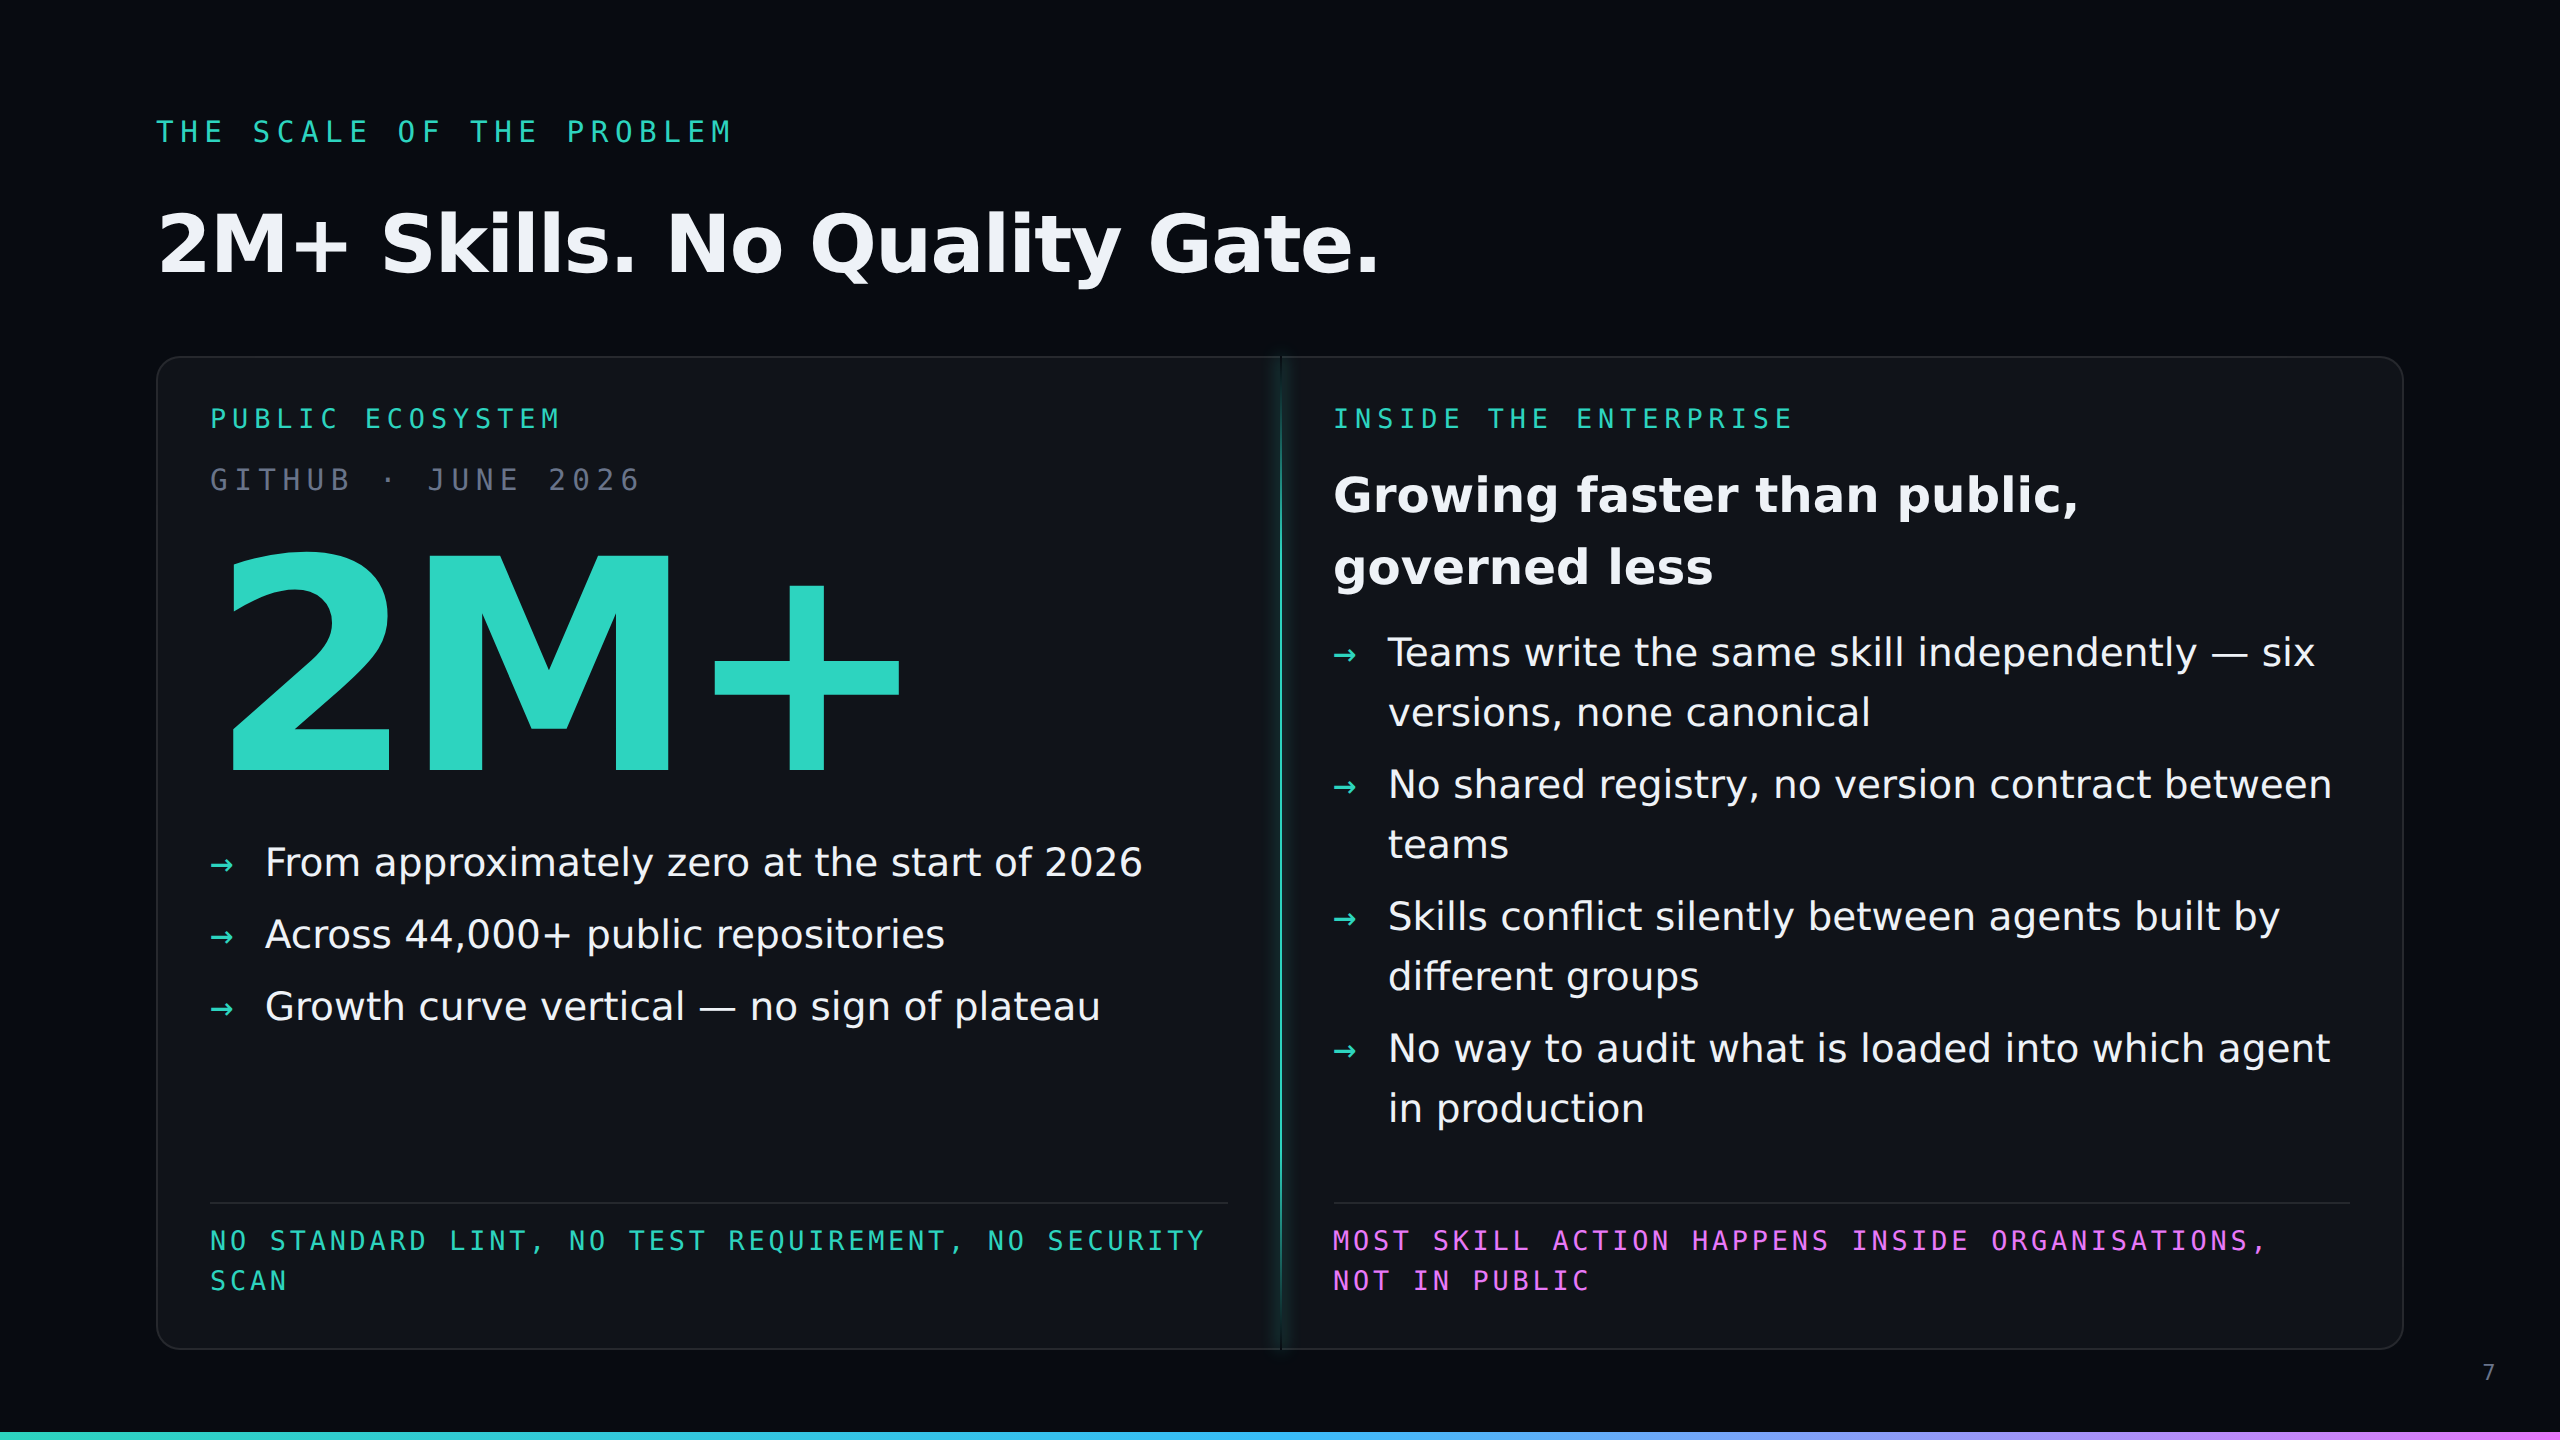 THE SCALE OF THE PROBLEM
2M+ Skills. No Quality Gate.
PUBLIC ECOSYSTEM
GITHUB · JUNE 2026
2M+
→ From approximately zero at the start of 2026
→ Across 44,000+ public repositories
→ Growth curve vertical — no sign of plateau
NO STANDARD LINT, NO TEST REQUIREMENT, NO SECURITY
SCAN
INSIDE THE ENTERPRISE
Growing faster than public,
governed less
→ Teams write the same skill independently — six
versions, none canonical
→ No shared registry, no version contract between
teams
→ Skills conflict silently between agents built by
different groups
→ No way to audit what is loaded into which agent
in production
MOST SKILL ACTION HAPPENS INSIDE ORGANISATIONS,
NOT IN PUBLIC
7